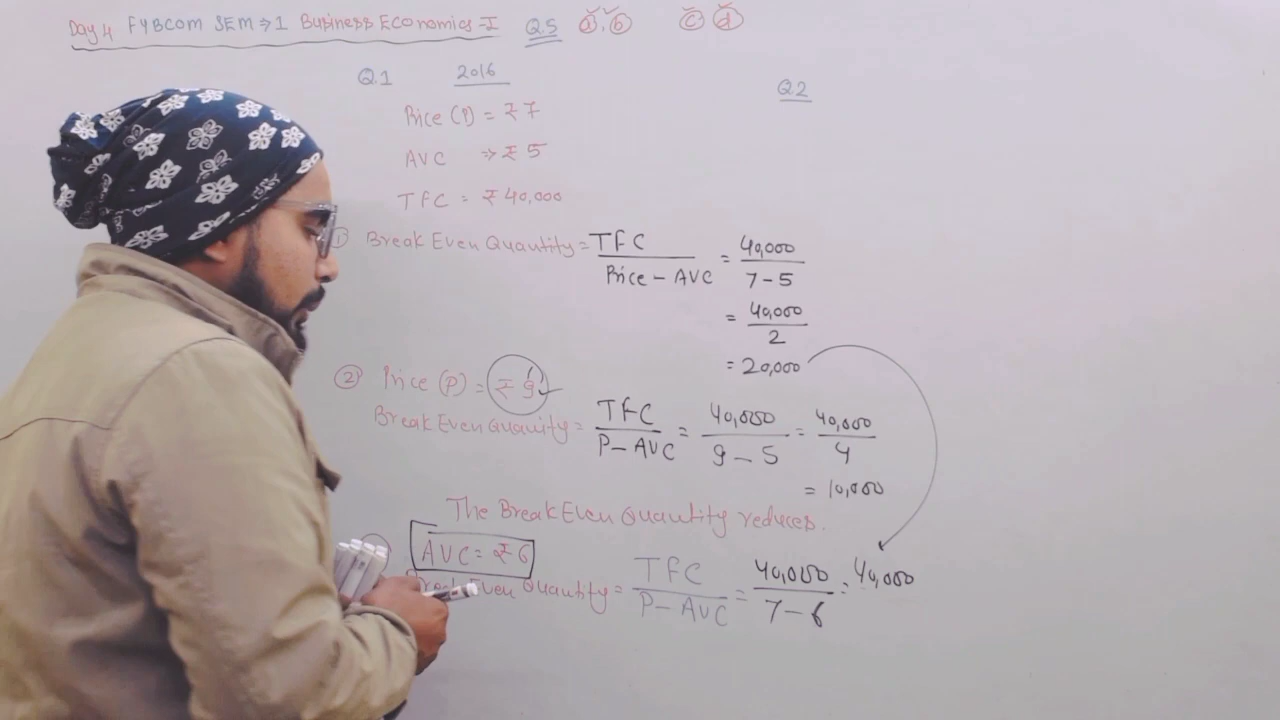 Day 4 FYBCOM SEM ⇒ 1 Business Economics - I Q.5 (a), (b) (c) (d)
Q.1 2016
Q.2
Price (P) = ₹ 7
AVC ⇒ ₹ 5
TFC = ₹ 40,000
① Break Even Quantity = TFC / Price - AVC = 40,000 / 7 - 5
= 40,000 / 2
= 20,000
② Price (P) = ₹ 9
Break Even Quantity = TFC / P - AVC = 40,000 / 9 - 5 = 40,000 / 4
= 10,000
The Break Even Quantity reduces.
AVC = ₹ 6
Break Even Quantity = TFC / P - AVC = 40,000 / 7 - 6 = 40,000